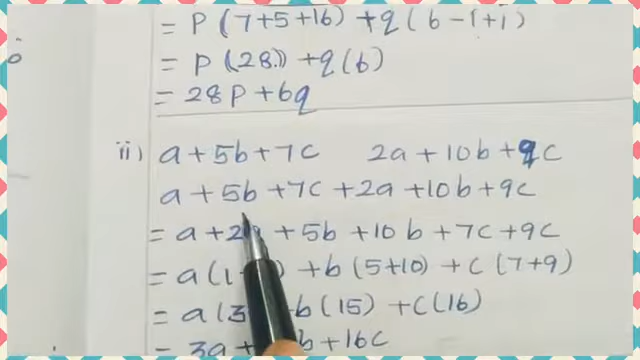 = P (7+5+16) + q (6-1+1)
= P (28) + q (6)
= 28P + 6q
ii) a + 5b + 7c 2a + 10b + 9c
a + 5b + 7c + 2a + 10b + 9c
= a + 2a + 5b + 10b + 7c + 9c
= a (1+ ) + b (5+10) + c (7+9)
= a (3 b (15) + c (16)
= 3a + b + 16c